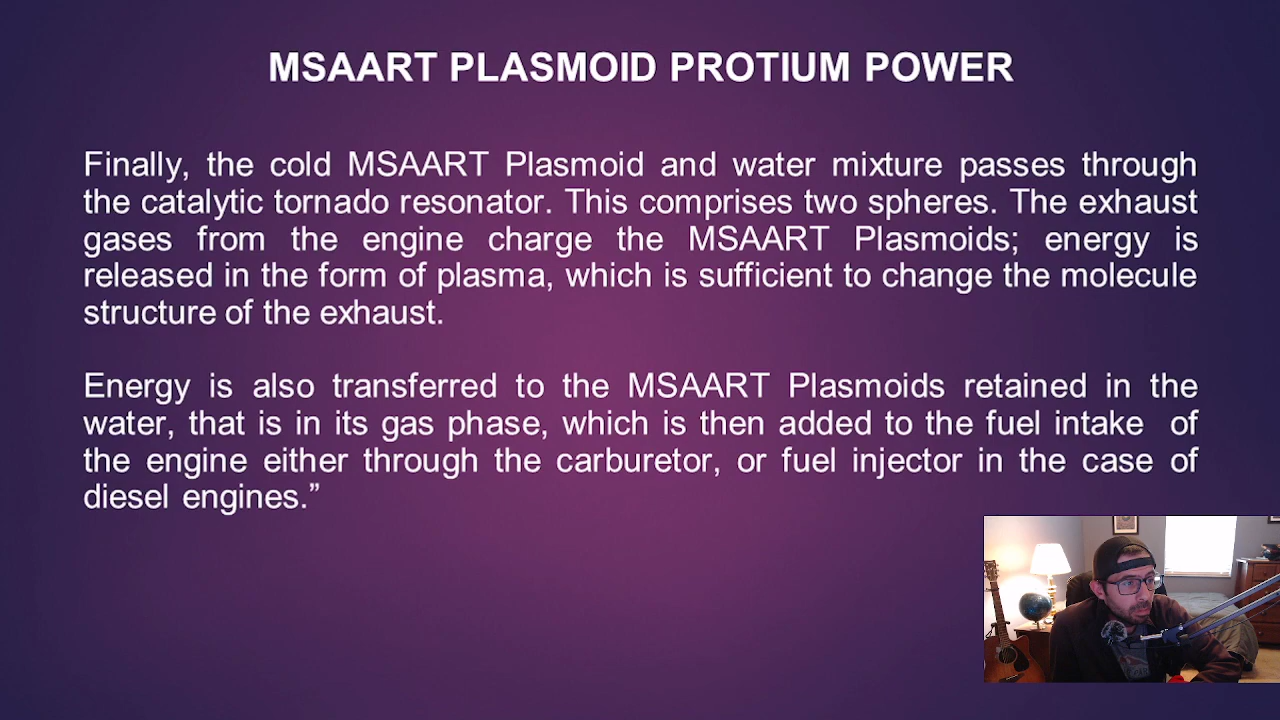 MSAART PLASMOID PROTIUM POWER
Finally, the cold MSAART Plasmoid and water mixture passes through
the catalytic tornado resonator. This comprises two spheres. The exhaust
gases from the engine charge the MSAART Plasmoids; energy is
released in the form of plasma, which is sufficient to change the molecule
structure of the exhaust.
Energy is also transferred to the MSAART Plasmoids retained in the
water, that is in its gas phase, which is then added to the fuel intake of
the engine either through the carburetor, or fuel injector in the case of
diesel engines.”